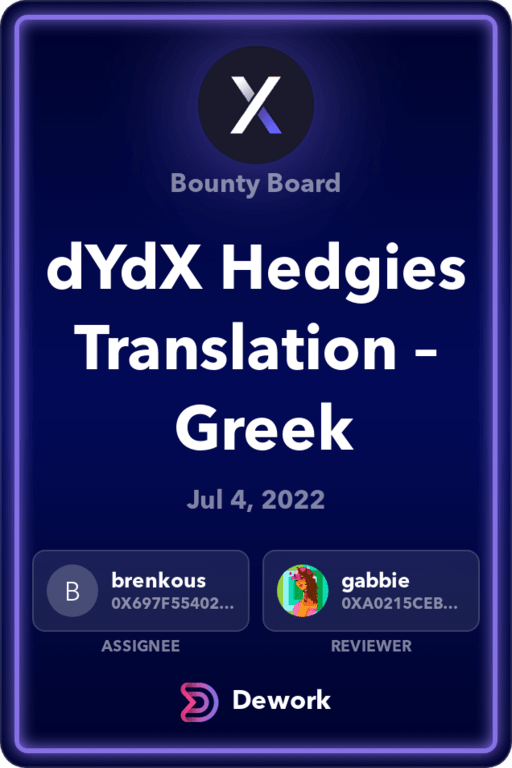 Bounty Board
dYdX Hedgies
Translation –
Greek
Jul 4, 2022
B
brenkous
0X697F55402...
gabbie
0XA0215CEB...
ASSIGNEE
REVIEWER
Dework